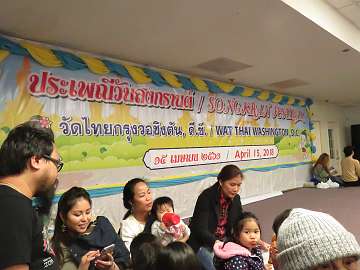 ประเพณีวันสงกรานต์ / SONGKRAN
วัดไทยกรุงวอชิงตัน, ดี.ซี. / WAT THAI WASHINGTON, D.C.
๑๕ เมษายน ๒๕๖๑ / April 15, 2018